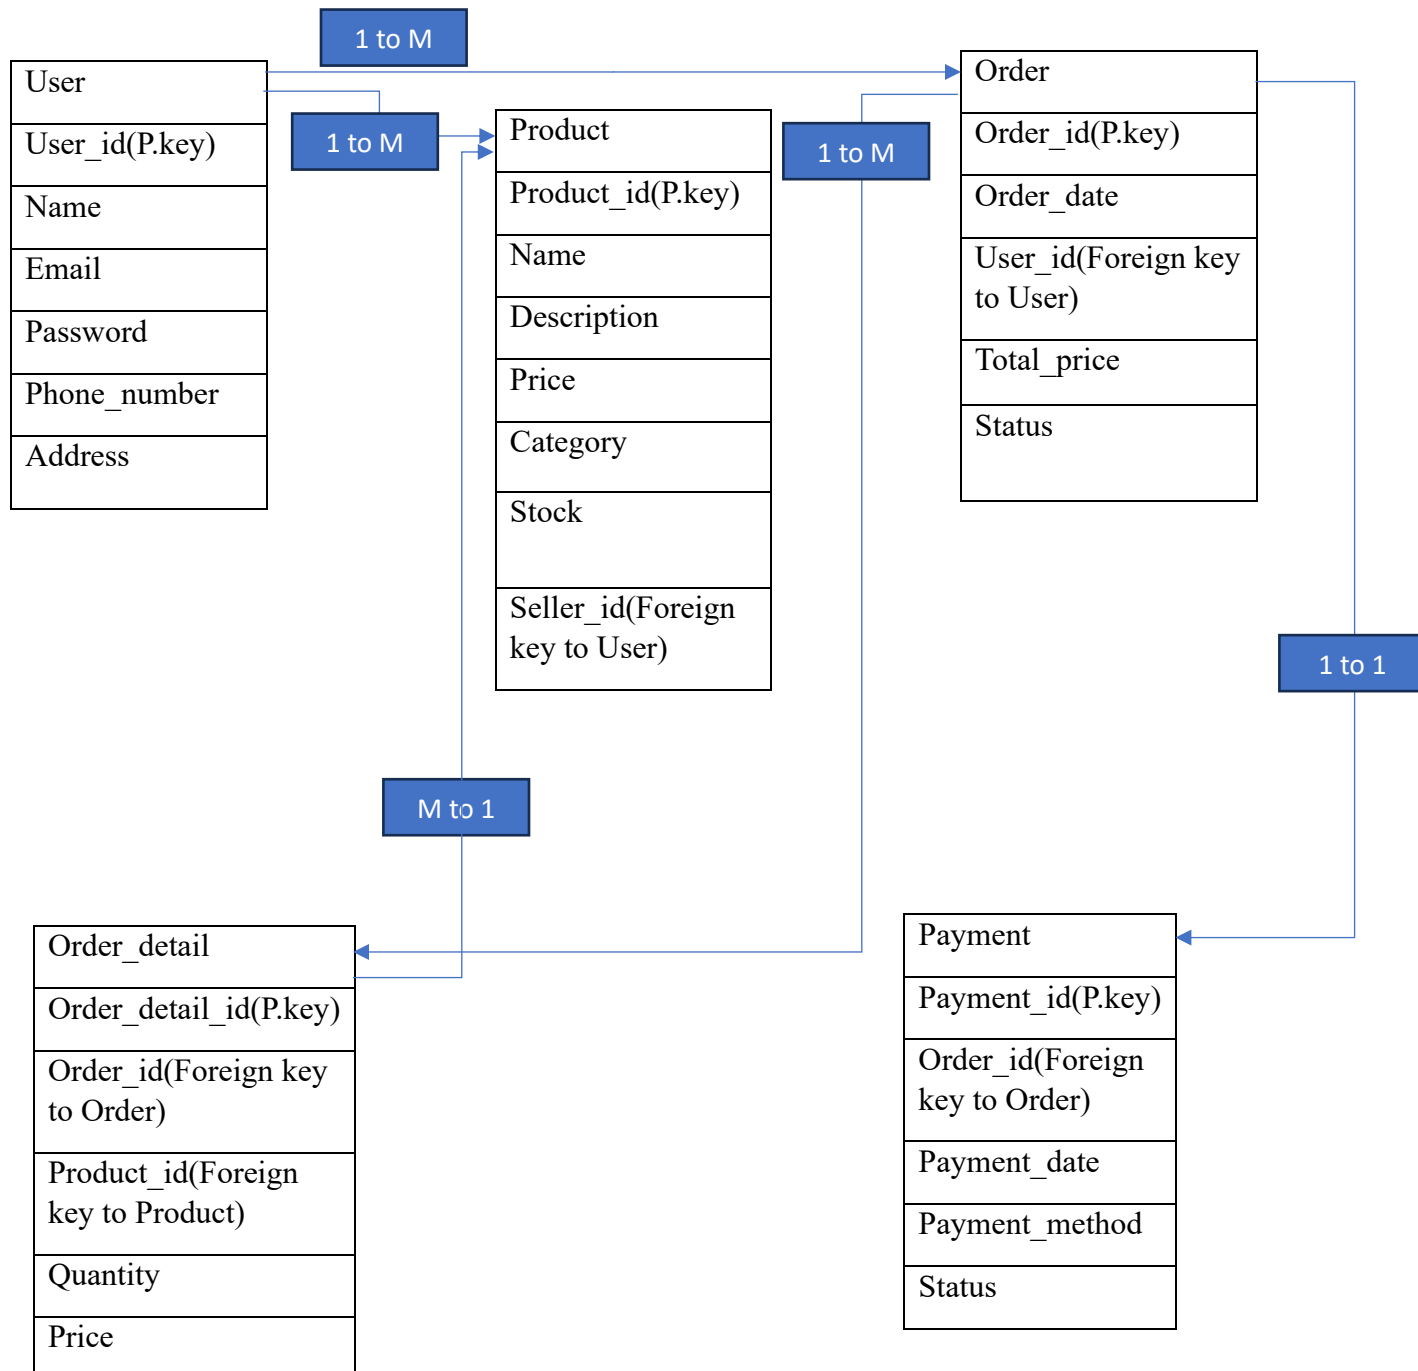 1 to M
User
User_id(P.key)
Name
Email
Password
Phone_number
Address
1 to M
Product
Product_id(P.key)
Name
Description
Price
Category
Stock
Seller_id(Foreign
key to User)
1 to M
Order
Order_id(P.key)
Order_date
User_id(Foreign key
to User)
Total_price
Status
1 to 1
M to 1
Order_detail
Order_detail_id(P.key)
Order_id(Foreign key
to Order)
Product_id(Foreign
key to Product)
Quantity
Price
Payment
Payment_id(P.key)
Order_id(Foreign
key to Order)
Payment_date
Payment_method
Status